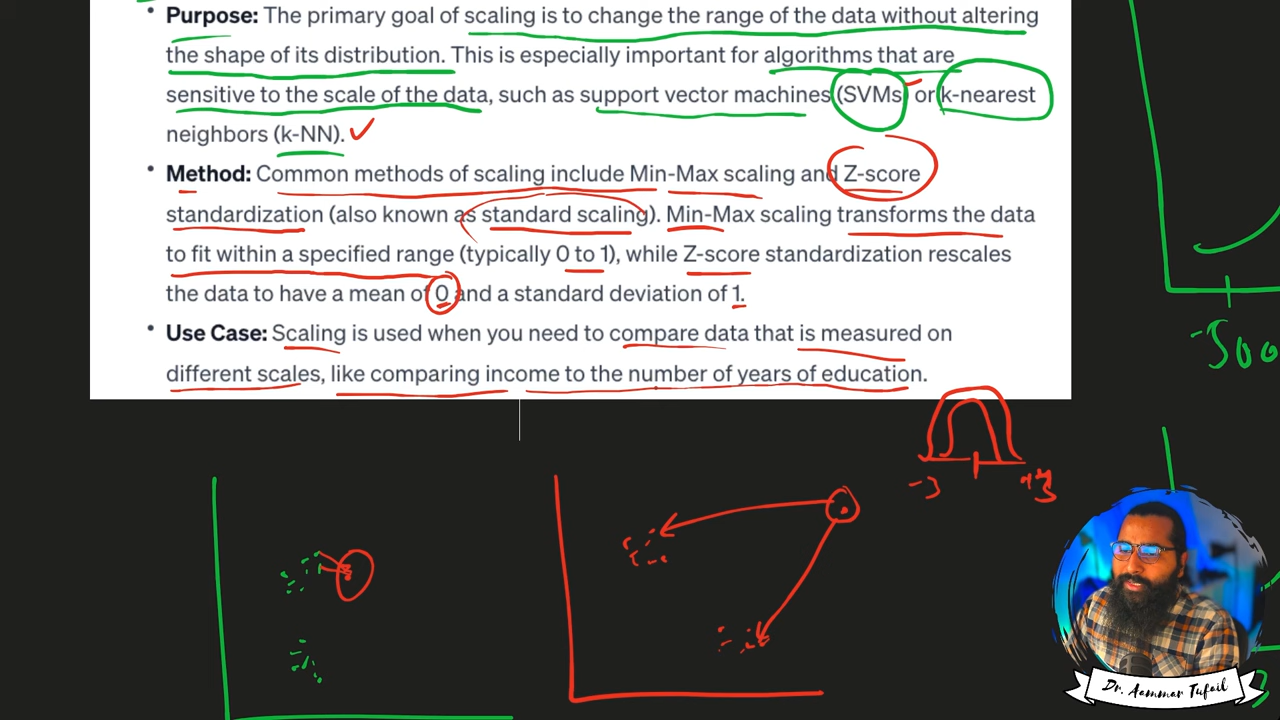 • Purpose: The primary goal of scaling is to change the range of the data without altering
the shape of its distribution. This is especially important for algorithms that are
sensitive to the scale of the data, such as support vector machines (SVMs) or k-nearest
neighbors (k-NN).
• Method: Common methods of scaling include Min-Max scaling and Z-score
standardization (also known as standard scaling). Min-Max scaling transforms the data
to fit within a specified range (typically 0 to 1), while Z-score standardization rescales
the data to have a mean of 0 and a standard deviation of 1.
• Use Case: Scaling is used when you need to compare data that is measured on
different scales, like comparing income to the number of years of education.
-500
-3
Dr. Aammar Tufail